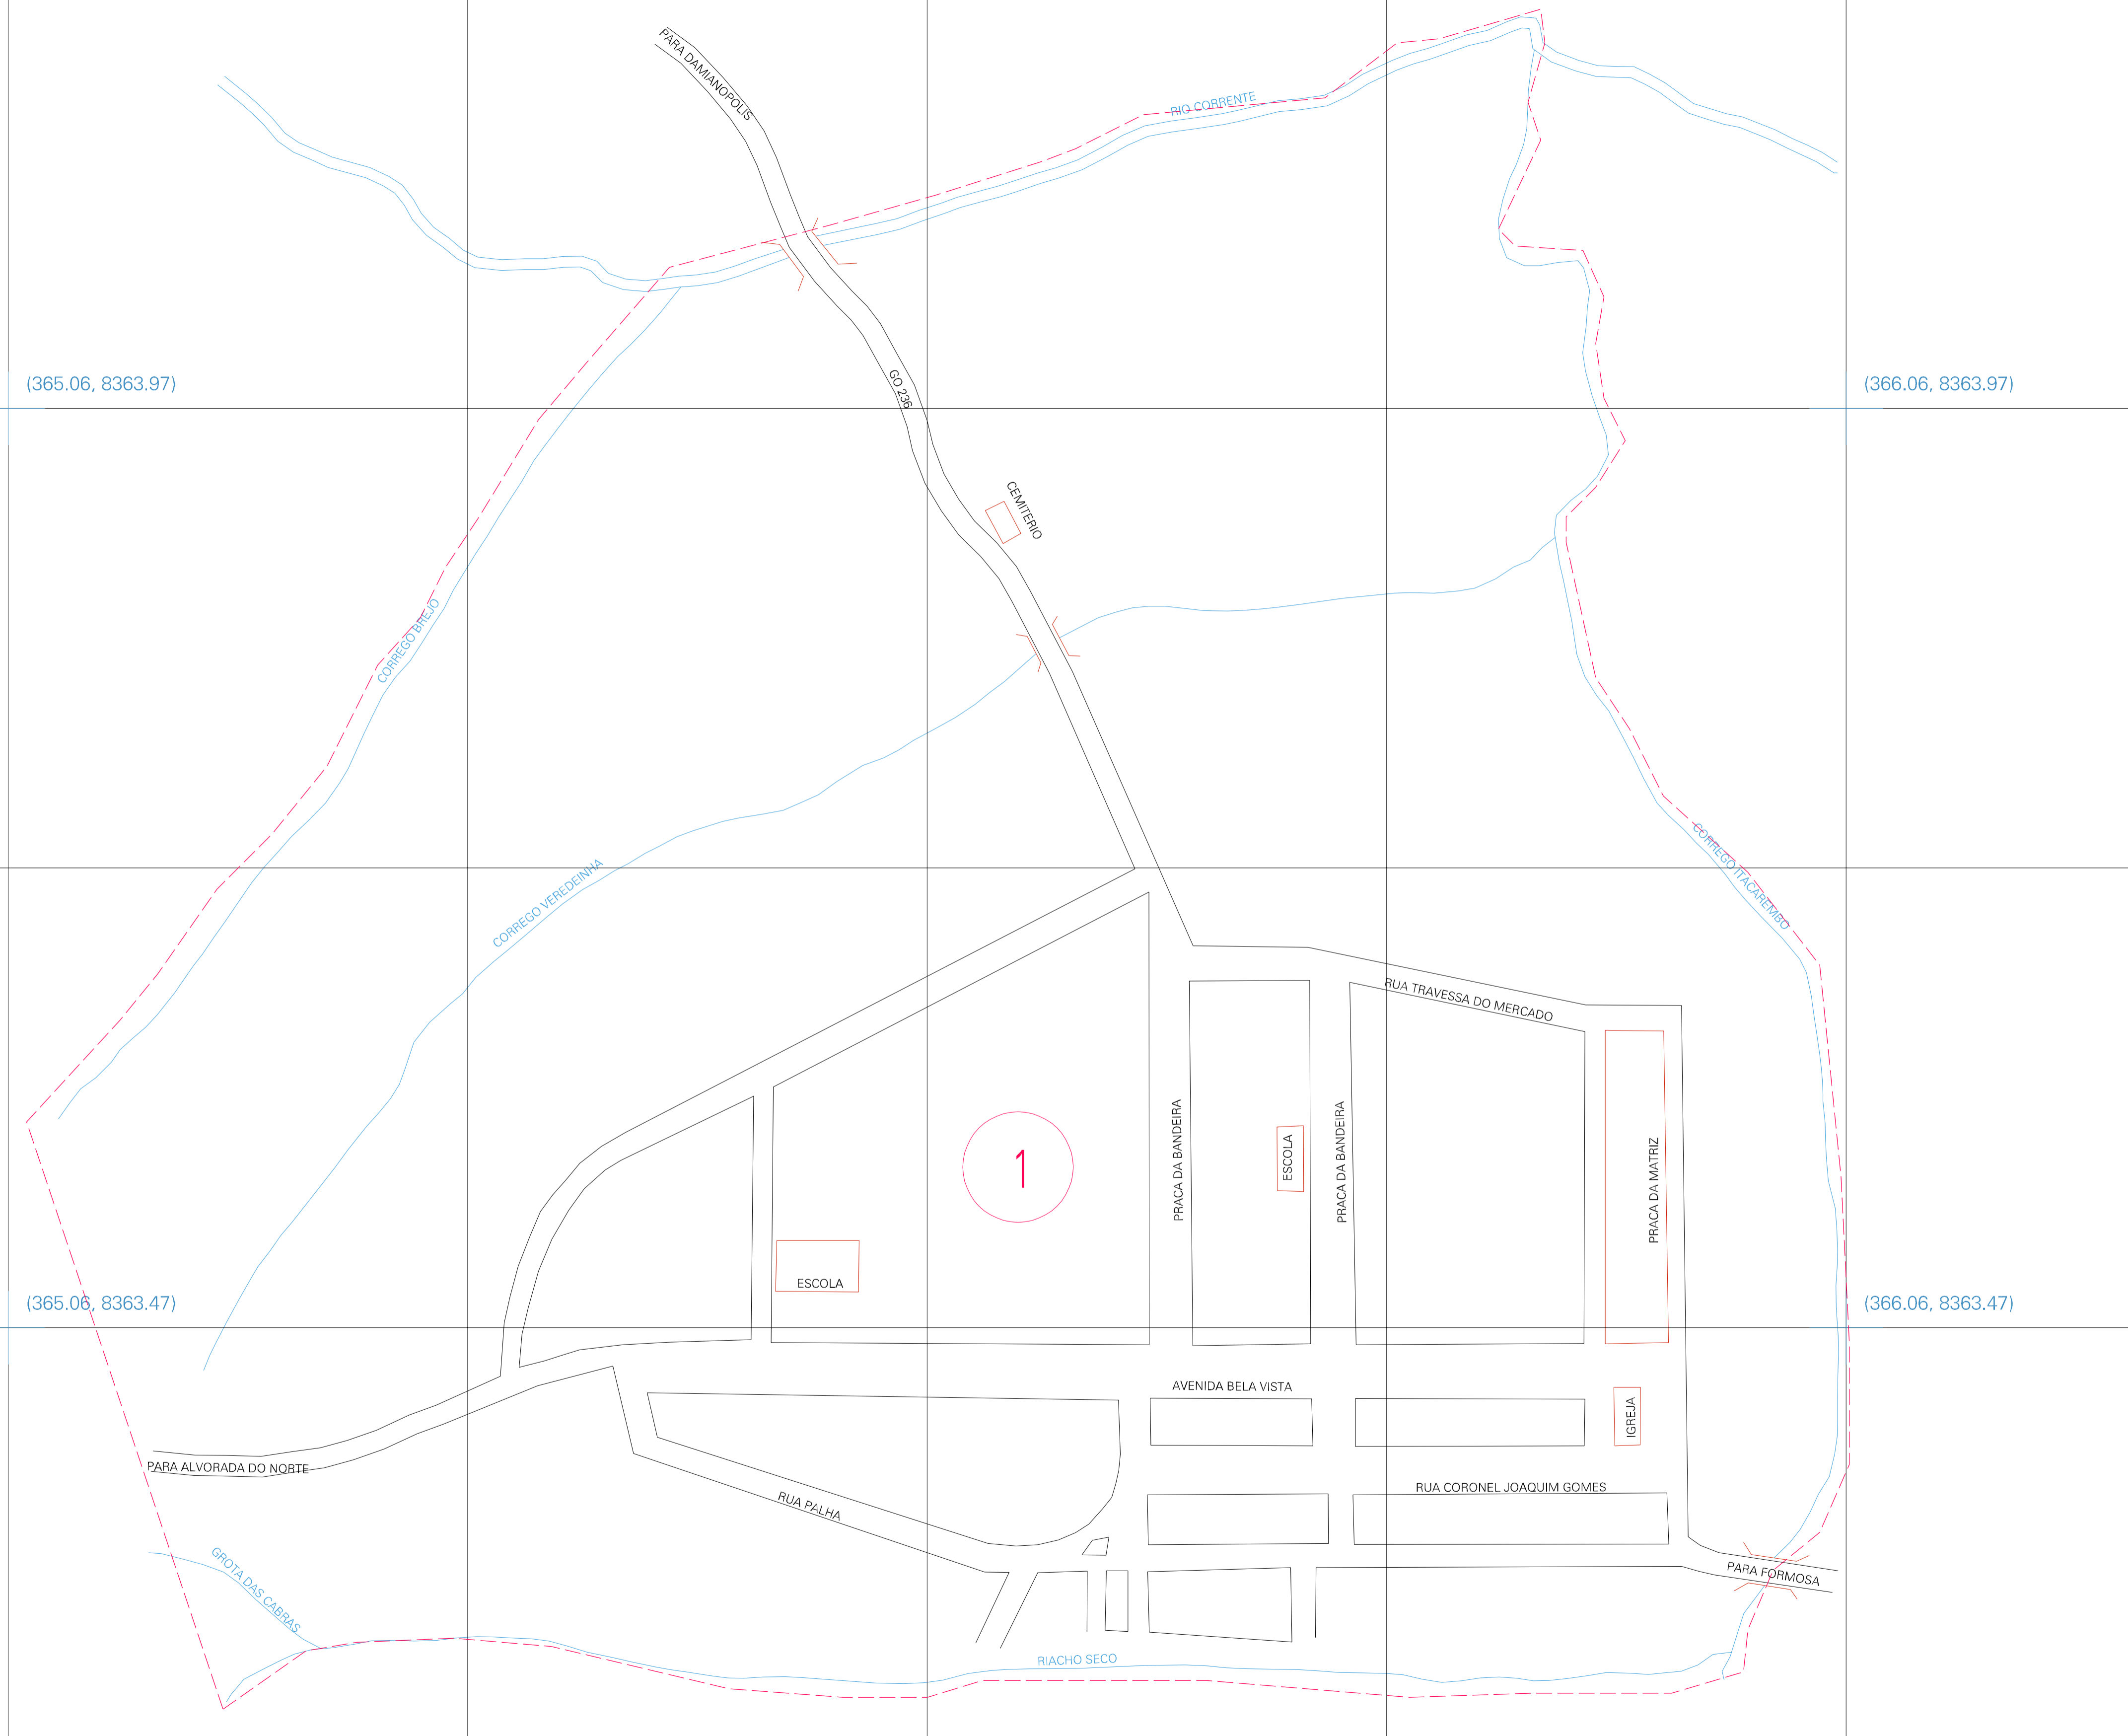 PARA DAMIANOPOLIS
RIO CORRENTE
(365.06, 8363.97)
(366.06, 8363.97)
GO 236
CEMITERIO
CORREGO BREJO
CORREGO ITACAREMBO
CORREGO VEREDEINHA
RUA TRAVESSA DO MERCADO
PRACA DA BANDEIRA
ESCOLA
PRACA DA BANDEIRA
PRACA DA MATRIZ
1
ESCOLA
(365.06, 8363.47)
(366.06, 8363.47)
AVENIDA BELA VISTA
IGREJA
PARA ALVORADA DO NORTE
RUA CORONEL JOAQUIM GOMES
RUA PALHA
PARA FORMOSA
GROTA DAS CABRAS
RIACHO SECO